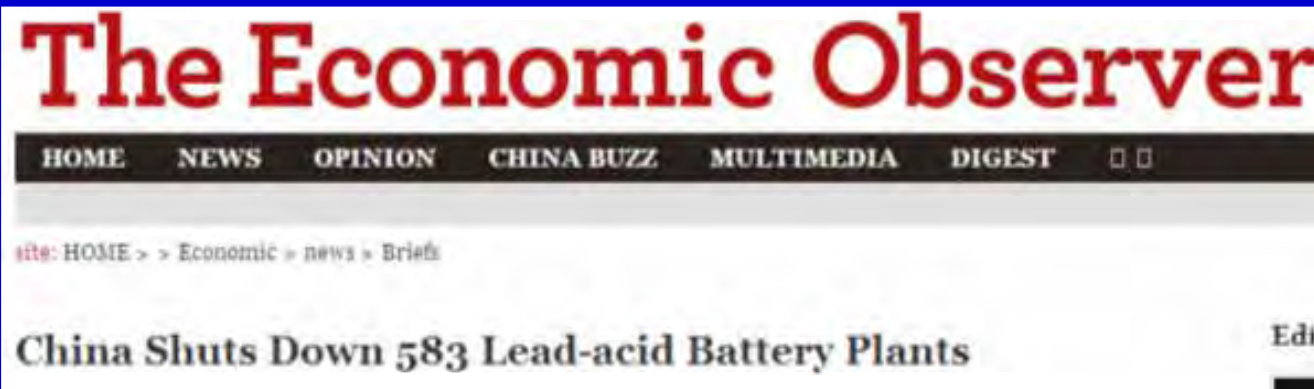 The Economic Observer
HOME NEWS OPINION CHINA BUZZ MULTIMEDIA DIGEST
site: HOME > > Economic » news » Briefs
China Shuts Down 583 Lead-acid Battery Plants